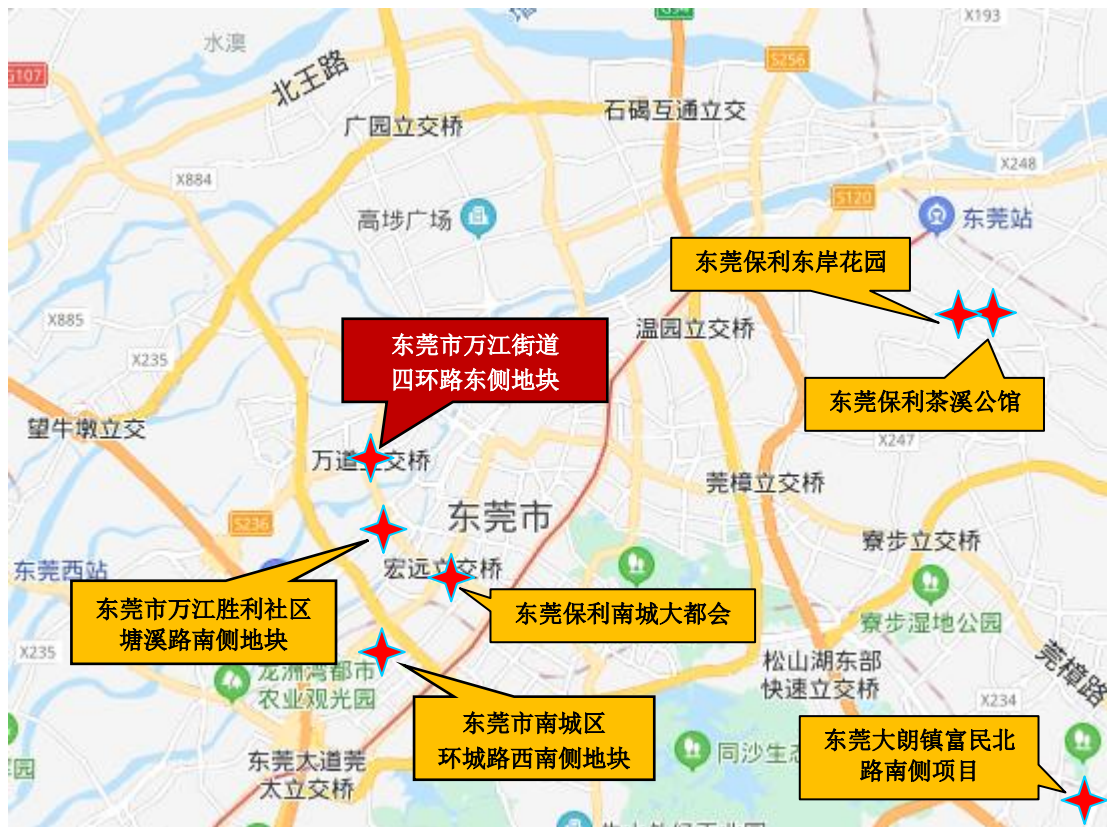 X193
水澳
S256
G107
北王路
石碣互通立交
广园立交桥
X248
X884
S120
高埗广场
东莞站
东莞保利东岸花园
X885
温园立交桥
东莞市万江街道
四环路东侧地块
X235
东莞保利茶溪公馆
望牛墩立交
X247
万道立交桥
莞樟立交桥
东莞市
S236
寮步立交桥
东莞西站
宏远立交桥
东莞市万江胜利社区
塘溪路南侧地块
东莞保利南城大都会
寮步湿地公园
X235
松山湖东部
快速立交桥
龙洲湾都市
农业观光园
莞樟路
X234
东莞市南城区
环城路西南侧地块
东莞大朗镇富民北
路南侧项目
同沙生态
东莞大道莞
太立交桥
园